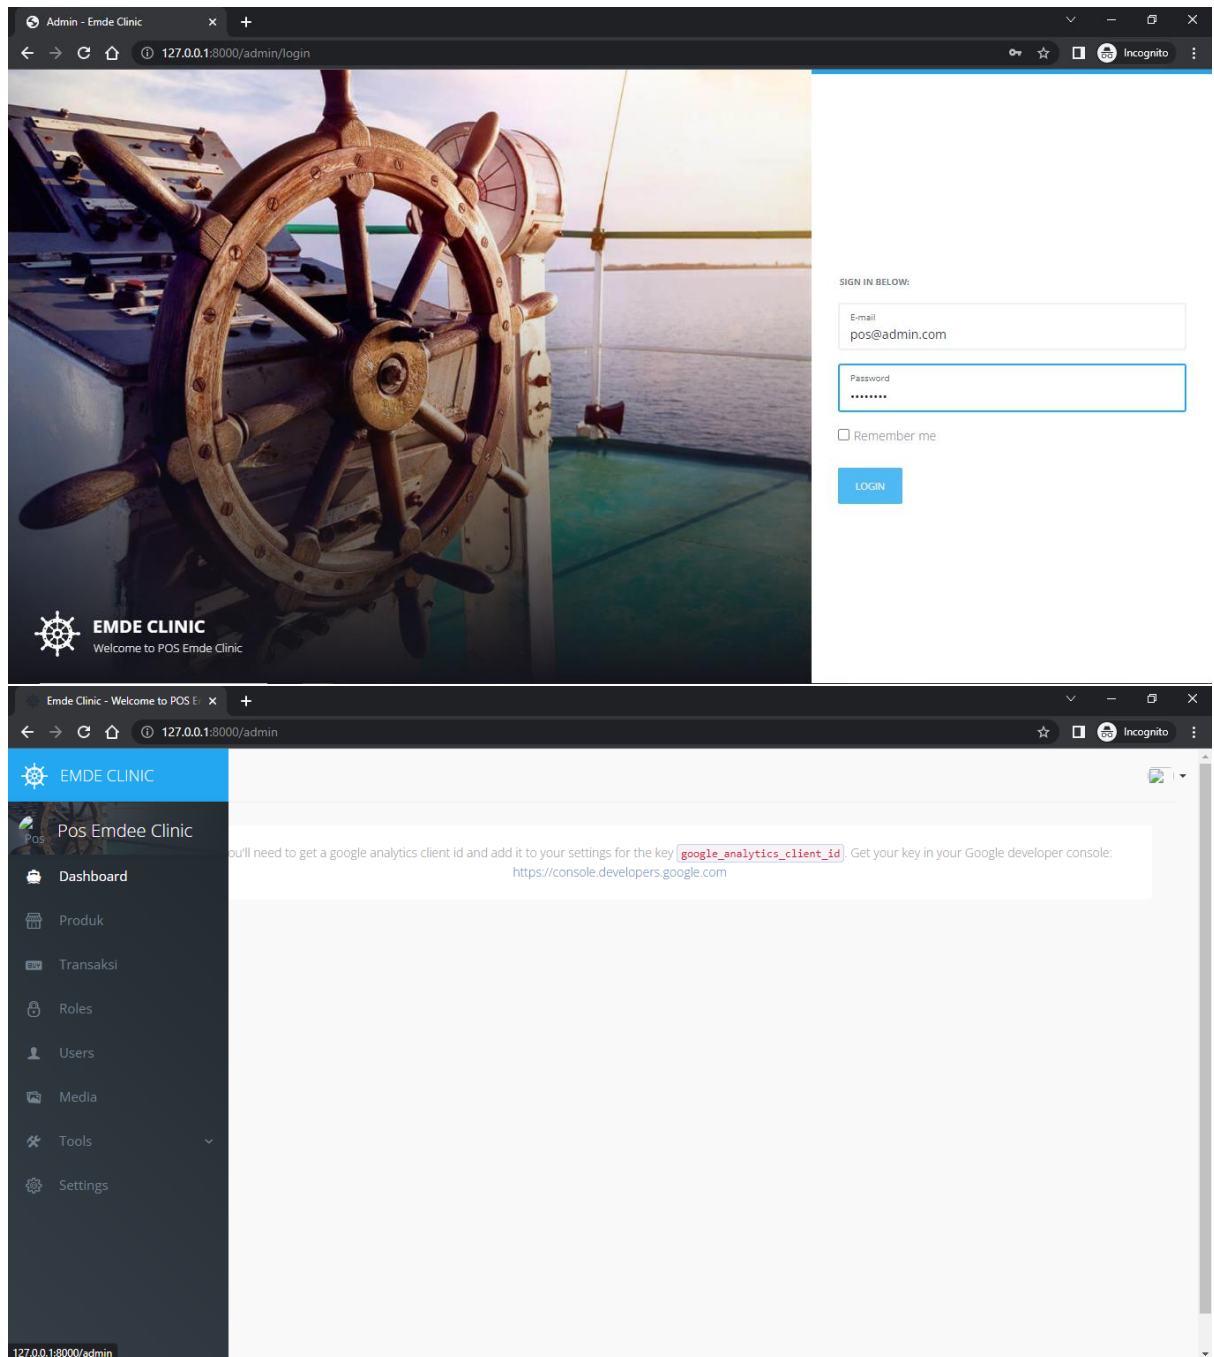 Admin - Emde Clinic
127.0.0.1:8000/admin/login
Incognito
SIGN IN BELOW:
E-mail
pos@admin.com
Password
••••••••
Remember me
LOGIN
EMDE CLINIC
Welcome to POS Emde Clinic
Emde Clinic - Welcome to POS E
127.0.0.1:8000/admin
Incognito
EMDE CLINIC
Pos
Pos Emdee Clinic
ou'll need to get a google analytics client id and add it to your settings for the key google_analytics_client_id. Get your key in your Google developer console:
https://console.developers.google.com
Dashboard
Produk
BUY
Transaksi
Roles
Users
Media
Tools
Settings
127.0.0.1:8000/admin